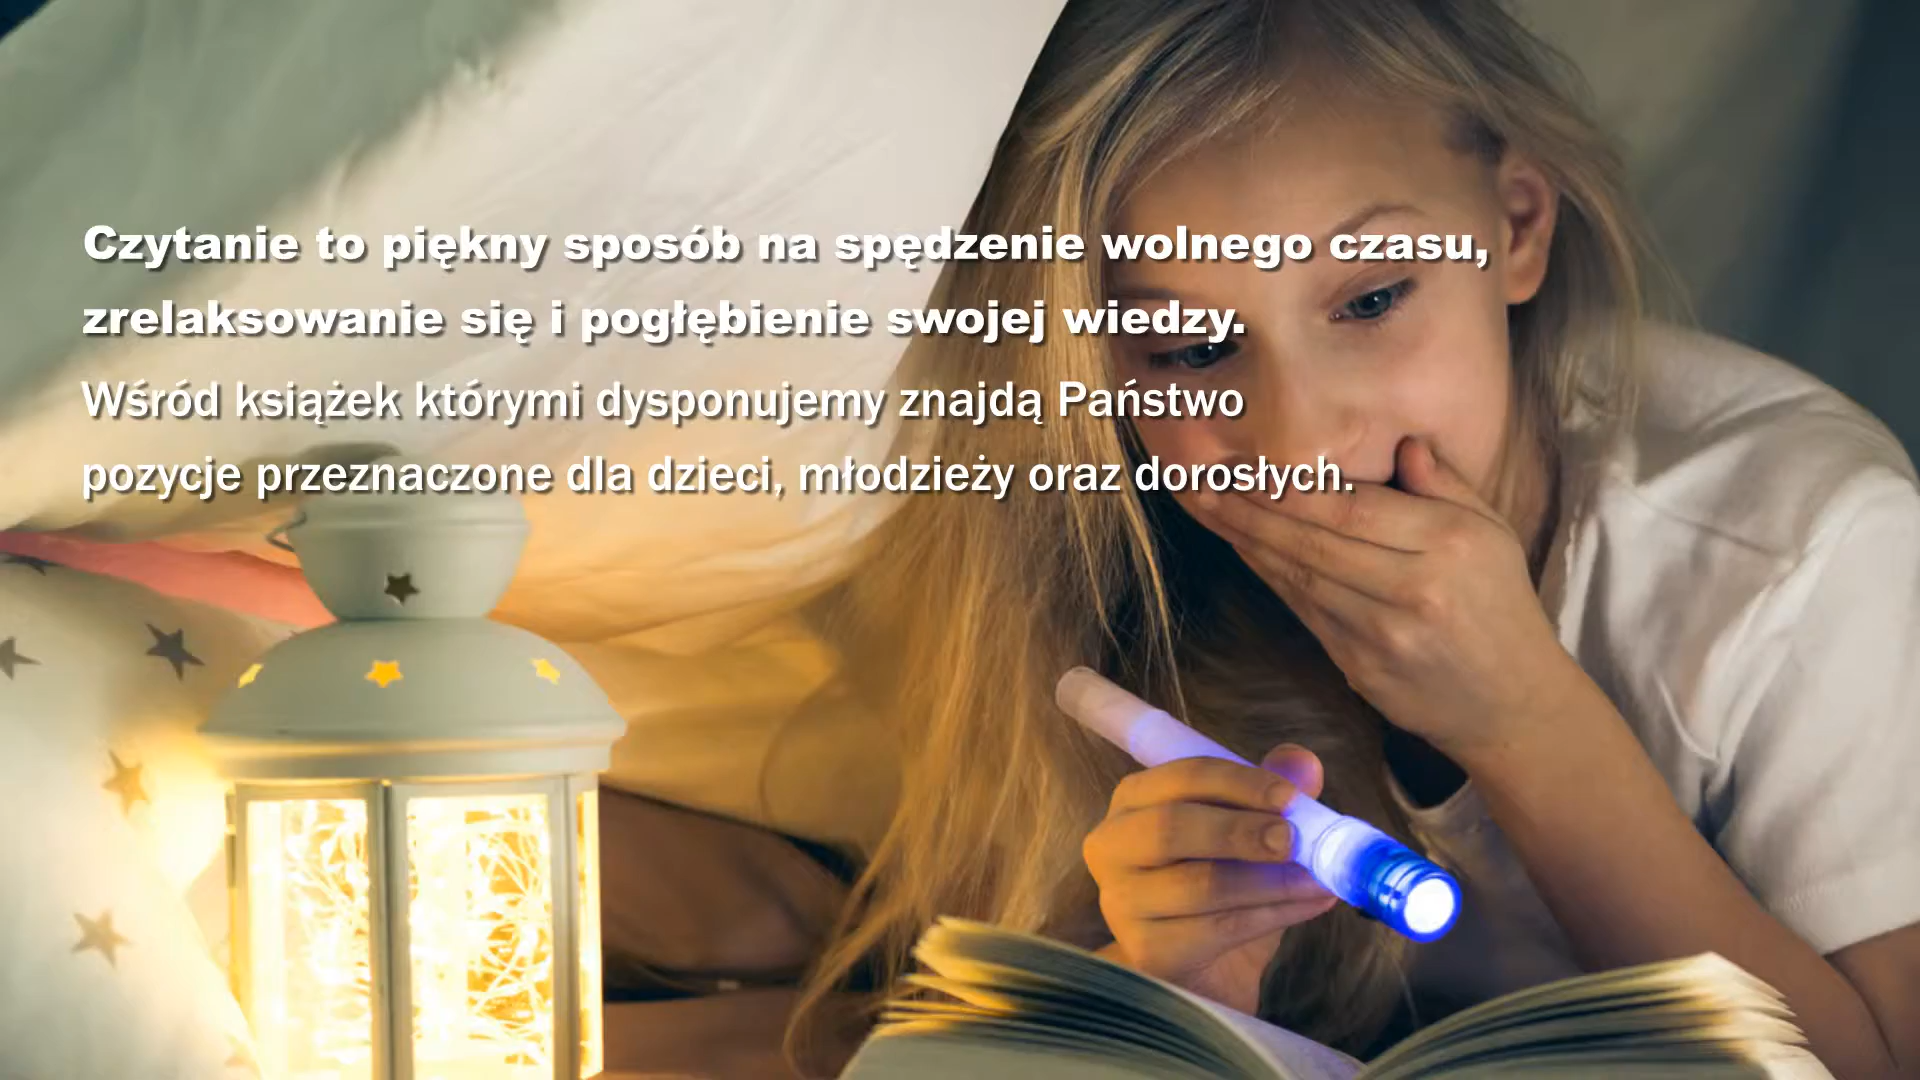 Czytanie to piękny sposób na spędzenie wolnego czasu,
zrelaksowanie się i pogłębienie swojej wiedzy.
Wśród książek którymi dysponujemy znajdą Państwo
pozycje przeznaczone dla dzieci, młodzieży oraz dorosłych.